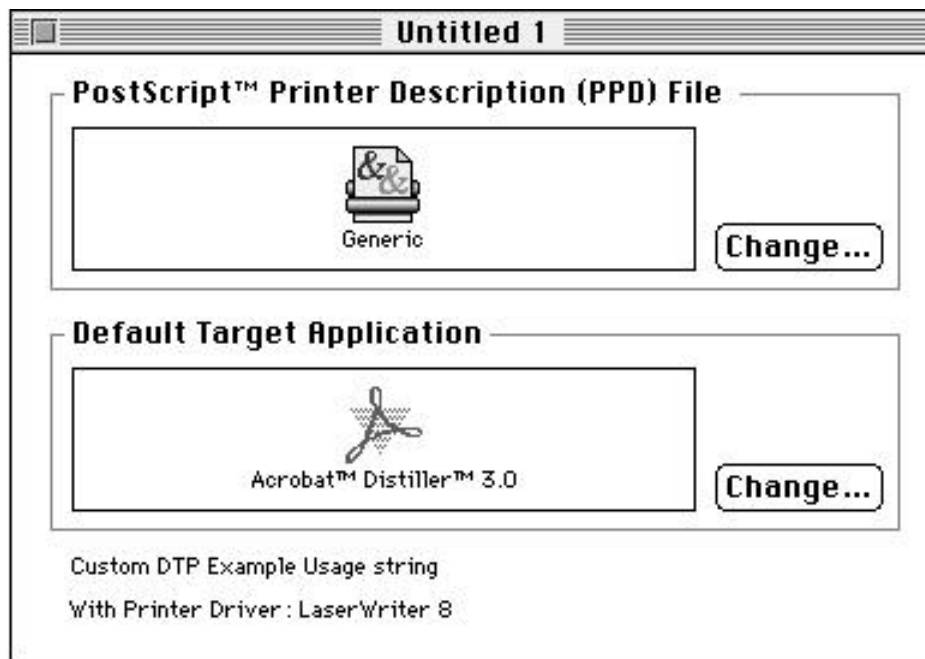 Untitled 1
PostScript™ Printer Description (PPD) File
&&
Generic
Change...
Default Target Application
Acrobat™ Distiller™ 3.0
Change...
Custom DTP Example Usage string
With Printer Driver : LaserWriter 8